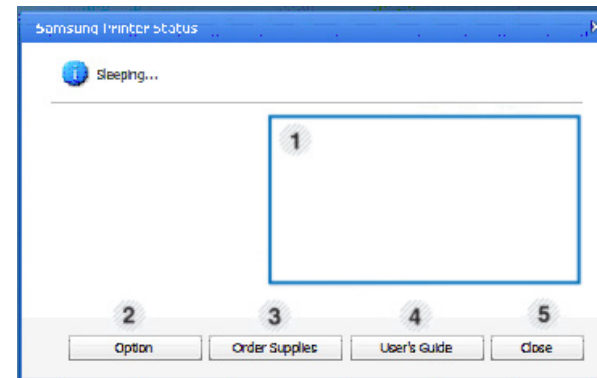 Samsung Printer Status
Sleeping...
1
2 3 4 5
Option Order Supplies User's Guide Close